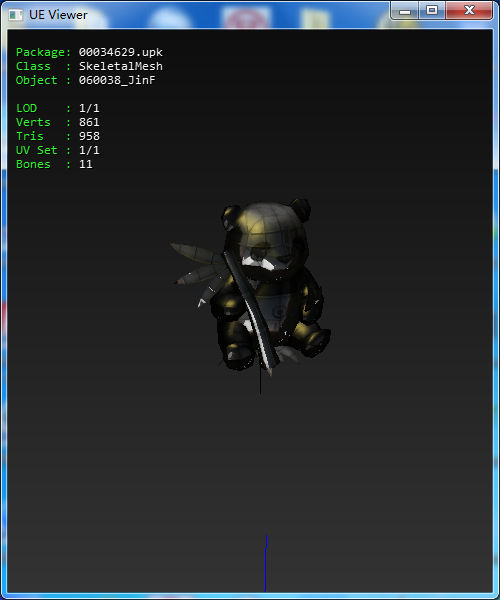 UE Viewer
Package: 00034629.upk
Class : SkeletalMesh
Object : 060038_JinF
LOD : 1/1
Verts : 861
Tris : 958
UV Set : 1/1
Bones : 11